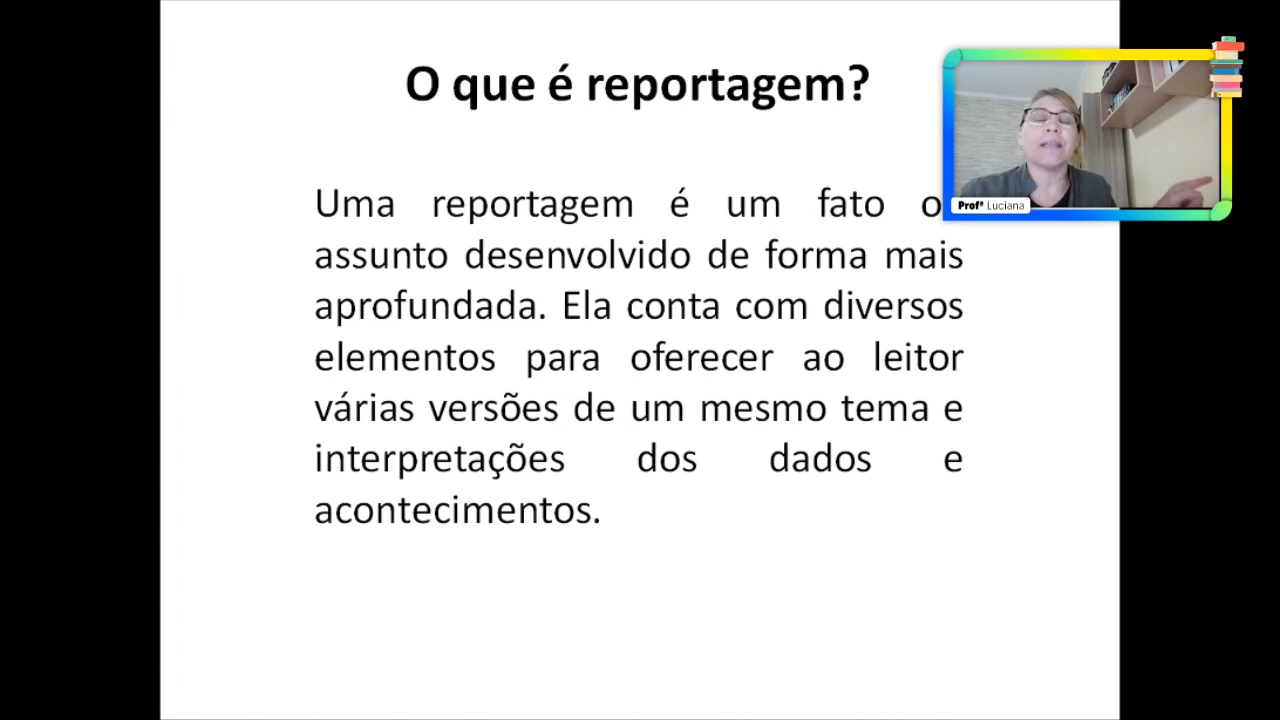 O que é reportagem?
Uma reportagem é um fato o
assunto desenvolvido de forma mais
aprofundada. Ela conta com diversos
elementos para oferecer ao leitor
várias versões de um mesmo tema e
interpretações dos dados e
acontecimentos.
Profª Luciana